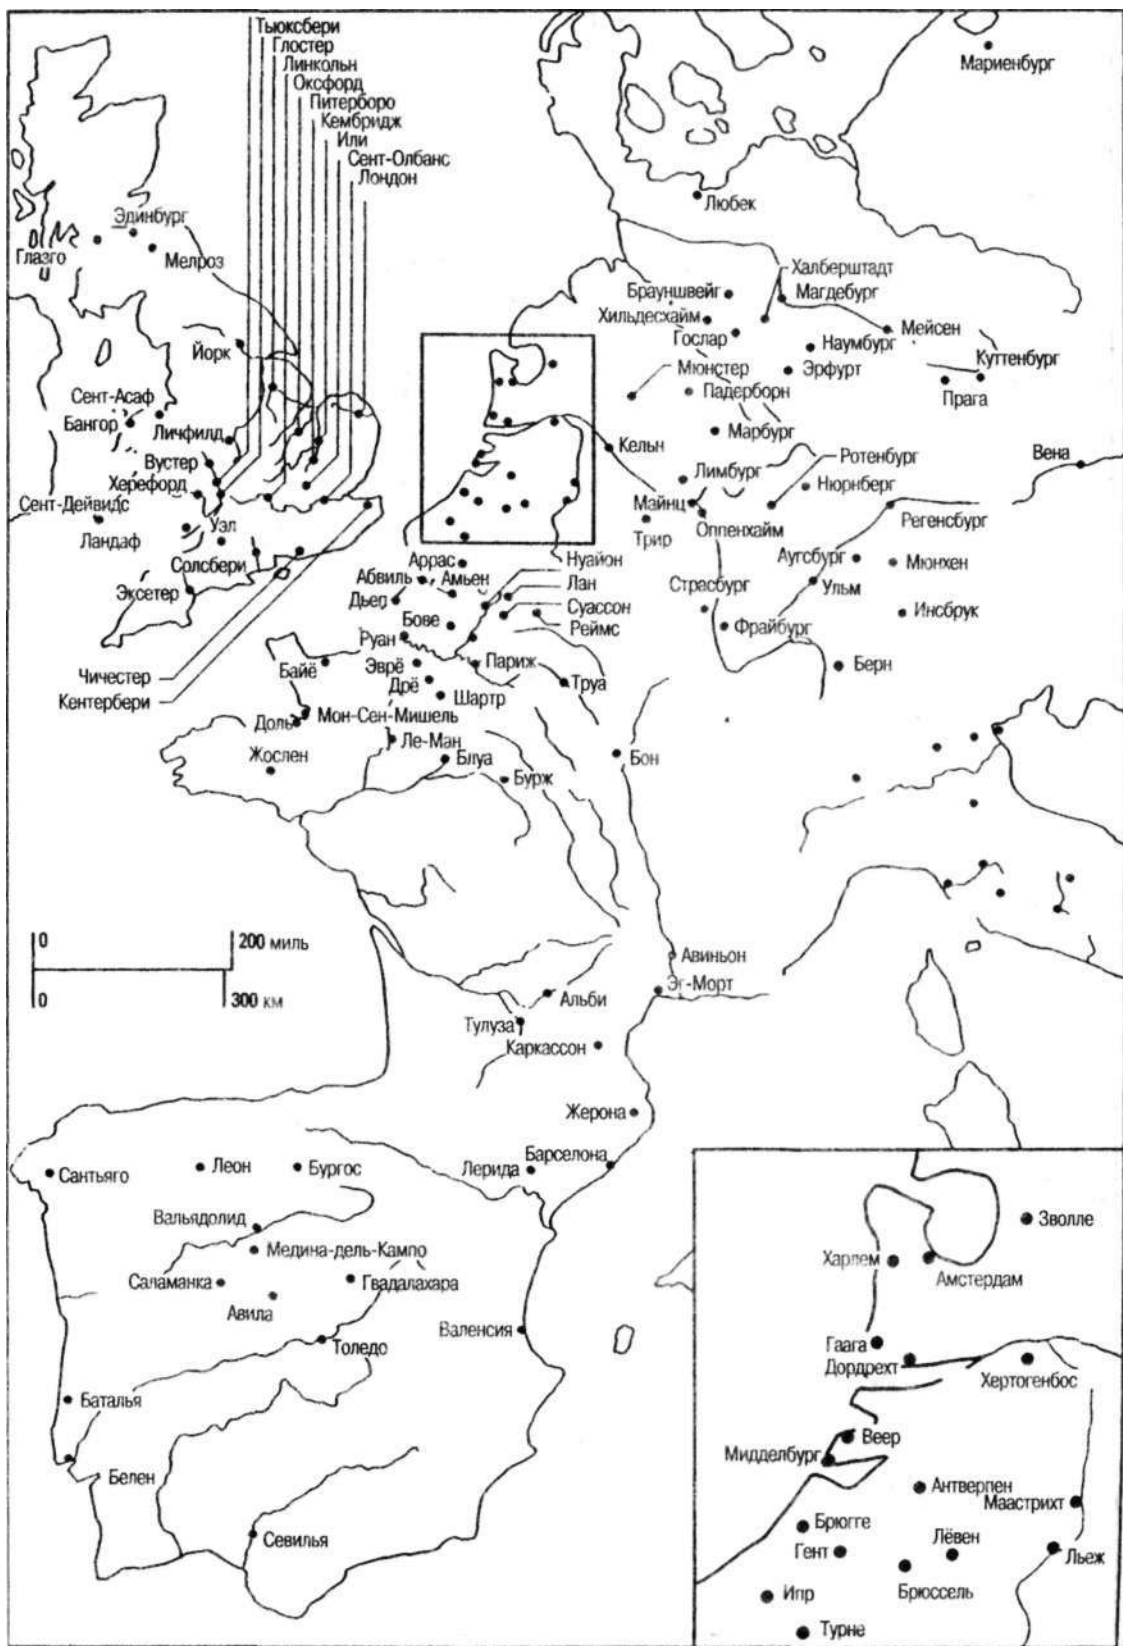 Тьюксбери
Глостер
Линкольн
Оксфорд
Питерборо
Кембридж
Или
Сент-Олбанс
Лондон
Мариенбург
Любек
Эдинбург
Глазго
Мелроз
Халберштадт
Брауншвейг
Магдебург
Хильдесхайм
Гослар
Мейсен
Наумбург
Йорк
Куттенбург
Мюнстер
Эрфурт
Прага
Падерборн
Сент-Асаф
Бангор
Личфилд
Марбург
Кельн
Вена
Ротенбург
Вустер
Лимбург
Херефорд
Нюрнберг
Сент-Дейвидс
Майнц
Уэл
Оппенхайм
Регенсбург
Ландаф
Трир
Солсбери
Аррас
Нуайон
Аугсбург
Мюнхен
Абвиль
Амьен
Лан
Эксетер
Страсбург
Ульм
Дьеп
Суассон
Инсбрук
Бове
Реймс
Фрайбург
Руан
Чичестер
Байё
Эврё
Париж
Берн
Дрё
Труа
Кентербери
Шартр
Мон-Сен-Мишель
Доль
Ле-Ман
Жослен
Блуа
Бон
Бурж
0
200 миль
0
300 км
Авиньон
Эг-Морт
Альби
Тулуза
Каркассон
Жерона
Барселона
Сантьяго
Леон
Бургос
Лерида
Вальядолид
Медина-дель-Кампо
Саламанка
Гвадалахара
Авила
Валенсия
Толедо
Баталья
Белен
Севилья
Зволле
Харлем
Амстердам
Гаага
Дордрехт
Хертогенбос
Веер
Мидделбург
Антверпен
Маастрихт
Брюгге
Лёвен
Гент
Льеж
Брюссель
Ипр
Турне